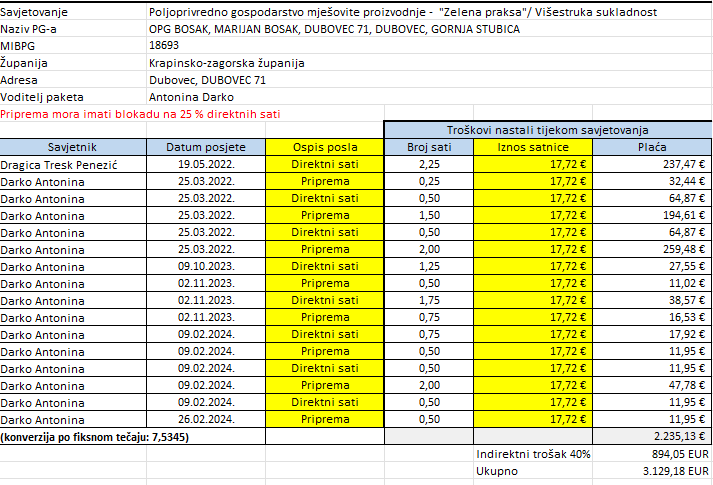 Savjetovanje Poljoprivredno gospodarstvo mješovite proizvodnje - "Zelena praksa"/ Višestruka sukladnost
Naziv PG-a OPG BOSAK, MARIJAN BOSAK, DUBOVEC 71, DUBOVEC, GORNJA STUBICA
MIBPG 18693
Županija Krapinsko-zagorska županija
Adresa Dubovec, DUBOVEC 71
Voditelj paketa Antonina Darko
Priprema mora imati blokadu na 25 % direktnih sati
Troškovi nastali tijekom savjetovanja
Savjetnik Datum posjete Ospis posla Broj sati Iznos satnice Plaća
Dragica Tresk Penezić 19.05.2022. Direktni sati 2,25 17,72 € 237,47 €
Darko Antonina 25.03.2022. Priprema 0,25 17,72 € 32,44 €
Darko Antonina 25.03.2022. Direktni sati 0,50 17,72 € 64,87 €
Darko Antonina 25.03.2022. Priprema 1,50 17,72 € 194,61 €
Darko Antonina 25.03.2022. Direktni sati 0,50 17,72 € 64,87 €
Darko Antonina 25.03.2022. Priprema 2,00 17,72 € 259,48 €
Darko Antonina 09.10.2023. Direktni sati 1,25 17,72 € 27,55 €
Darko Antonina 02.11.2023. Priprema 0,50 17,72 € 11,02 €
Darko Antonina 02.11.2023. Direktni sati 1,75 17,72 € 38,57 €
Darko Antonina 02.11.2023. Priprema 0,75 17,72 € 16,53 €
Darko Antonina 09.02.2024. Direktni sati 0,75 17,72 € 17,92 €
Darko Antonina 09.02.2024. Priprema 0,50 17,72 € 11,95 €
Darko Antonina 09.02.2024. Direktni sati 0,50 17,72 € 11,95 €
Darko Antonina 09.02.2024. Priprema 2,00 17,72 € 47,78 €
Darko Antonina 09.02.2024. Direktni sati 0,50 17,72 € 11,95 €
Darko Antonina 26.02.2024. Priprema 0,50 17,72 € 11,95 €
(konverzija po fiksnom tečaju: 7,5345) 2.235,13 €
Indirektni trošak 40% 894,05 EUR
Ukupno 3.129,18 EUR